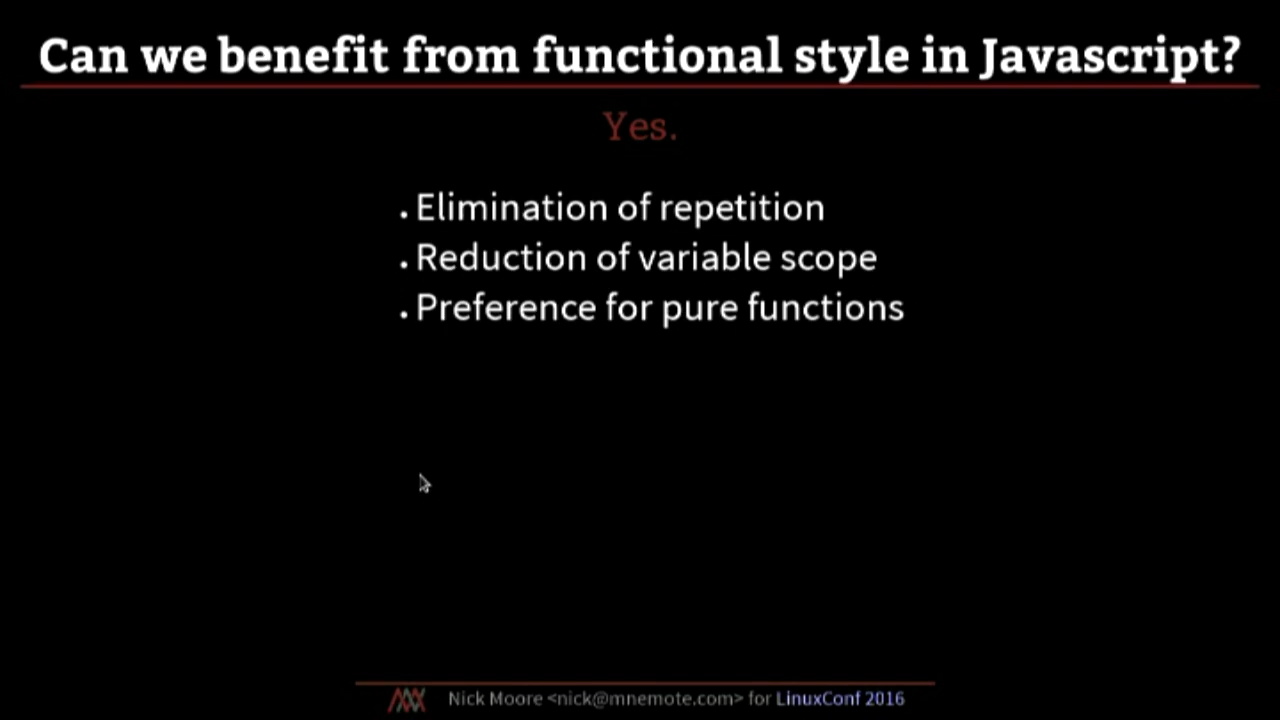 Can we benefit from functional style in Javascript?
Yes.
. Elimination of repetition
. Reduction of variable scope
. Preference for pure functions
Nick Moore <nick@mnemote.com> for LinuxConf 2016